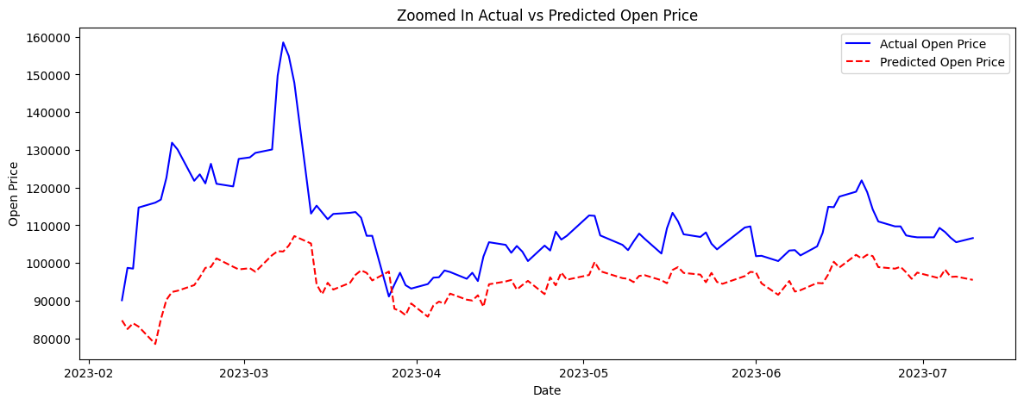 Zoomed In Actual vs Predicted Open Price
Actual Open Price
Predicted Open Price
Open Price
160000
150000
140000
130000
120000
110000
100000
90000
80000
2023-02 2023-03 2023-04 2023-05 2023-06 2023-07
Date